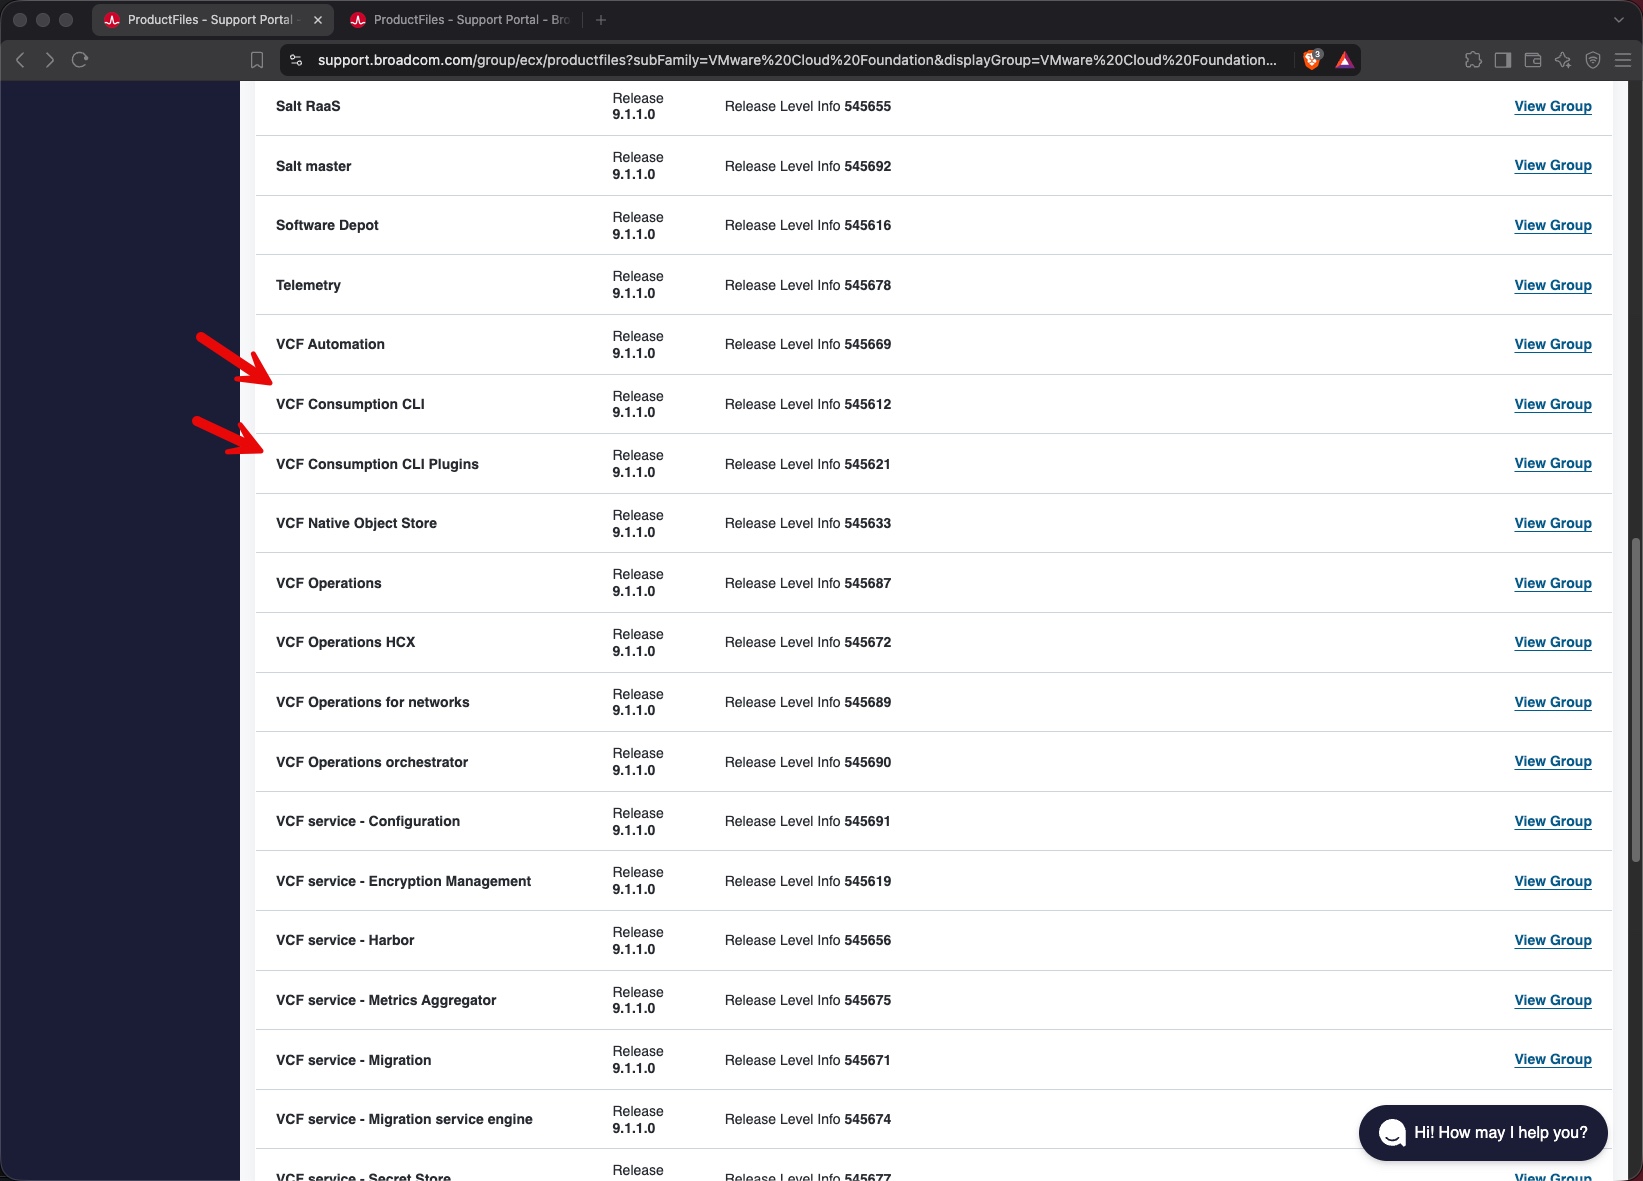 ProductFiles - Support Portal -
ProductFiles - Support Portal - Bro
support.broadcom.com/group/ecx/productfiles?subFamily=VMware%20Cloud%20Foundation&displayGroup=VMware%20Cloud%20Foundation...
3
Salt RaaS
Release
9.1.1.0
Release Level Info 545655
View Group
Salt master
Release
9.1.1.0
Release Level Info 545692
View Group
Software Depot
Release
9.1.1.0
Release Level Info 545616
View Group
Telemetry
Release
9.1.1.0
Release Level Info 545678
View Group
VCF Automation
Release
9.1.1.0
Release Level Info 545669
View Group
VCF Consumption CLI
Release
9.1.1.0
Release Level Info 545612
View Group
VCF Consumption CLI Plugins
Release
9.1.1.0
Release Level Info 545621
View Group
VCF Native Object Store
Release
9.1.1.0
Release Level Info 545633
View Group
VCF Operations
Release
9.1.1.0
Release Level Info 545687
View Group
VCF Operations HCX
Release
9.1.1.0
Release Level Info 545672
View Group
VCF Operations for networks
Release
9.1.1.0
Release Level Info 545689
View Group
VCF Operations orchestrator
Release
9.1.1.0
Release Level Info 545690
View Group
VCF service - Configuration
Release
9.1.1.0
Release Level Info 545691
View Group
VCF service - Encryption Management
Release
9.1.1.0
Release Level Info 545619
View Group
VCF service - Harbor
Release
9.1.1.0
Release Level Info 545656
View Group
VCF service - Metrics Aggregator
Release
9.1.1.0
Release Level Info 545675
View Group
VCF service - Migration
Release
9.1.1.0
Release Level Info 545671
View Group
VCF service - Migration service engine
Release
9.1.1.0
Release Level Info 545674
Hi! How may I help you?
VCF service - Secret Store
Release
Release Level Info 545677
View Group